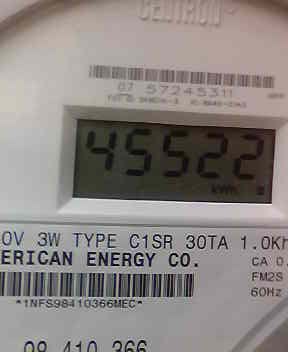 CENTRON
07 57245311
45522
kWh
0V 3W TYPE C1SR 30TA 1.0Kh
ERICAN ENERGY CO.
CA 0.
FM2S
*1NFS98410366MEC*
60Hz
98 410 366